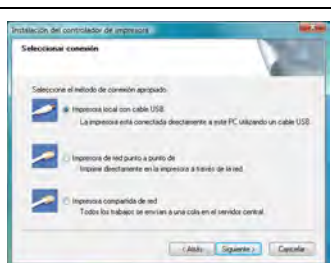 Instalación del controlador de impresora
Seleccionar conexión
Seleccione el método de conexión apropiado.
Impresora local con cable USB
La impresora está conectada directamente a este PC utilizando un cable USB.
Impresora de red punto a punto de
Imprime directamente en la impresora a través de la red.
Impresora compartida de red
Todos los trabajos se envían a una cola en el servidor central.
< Atrás
Siguiente >
Cancelar